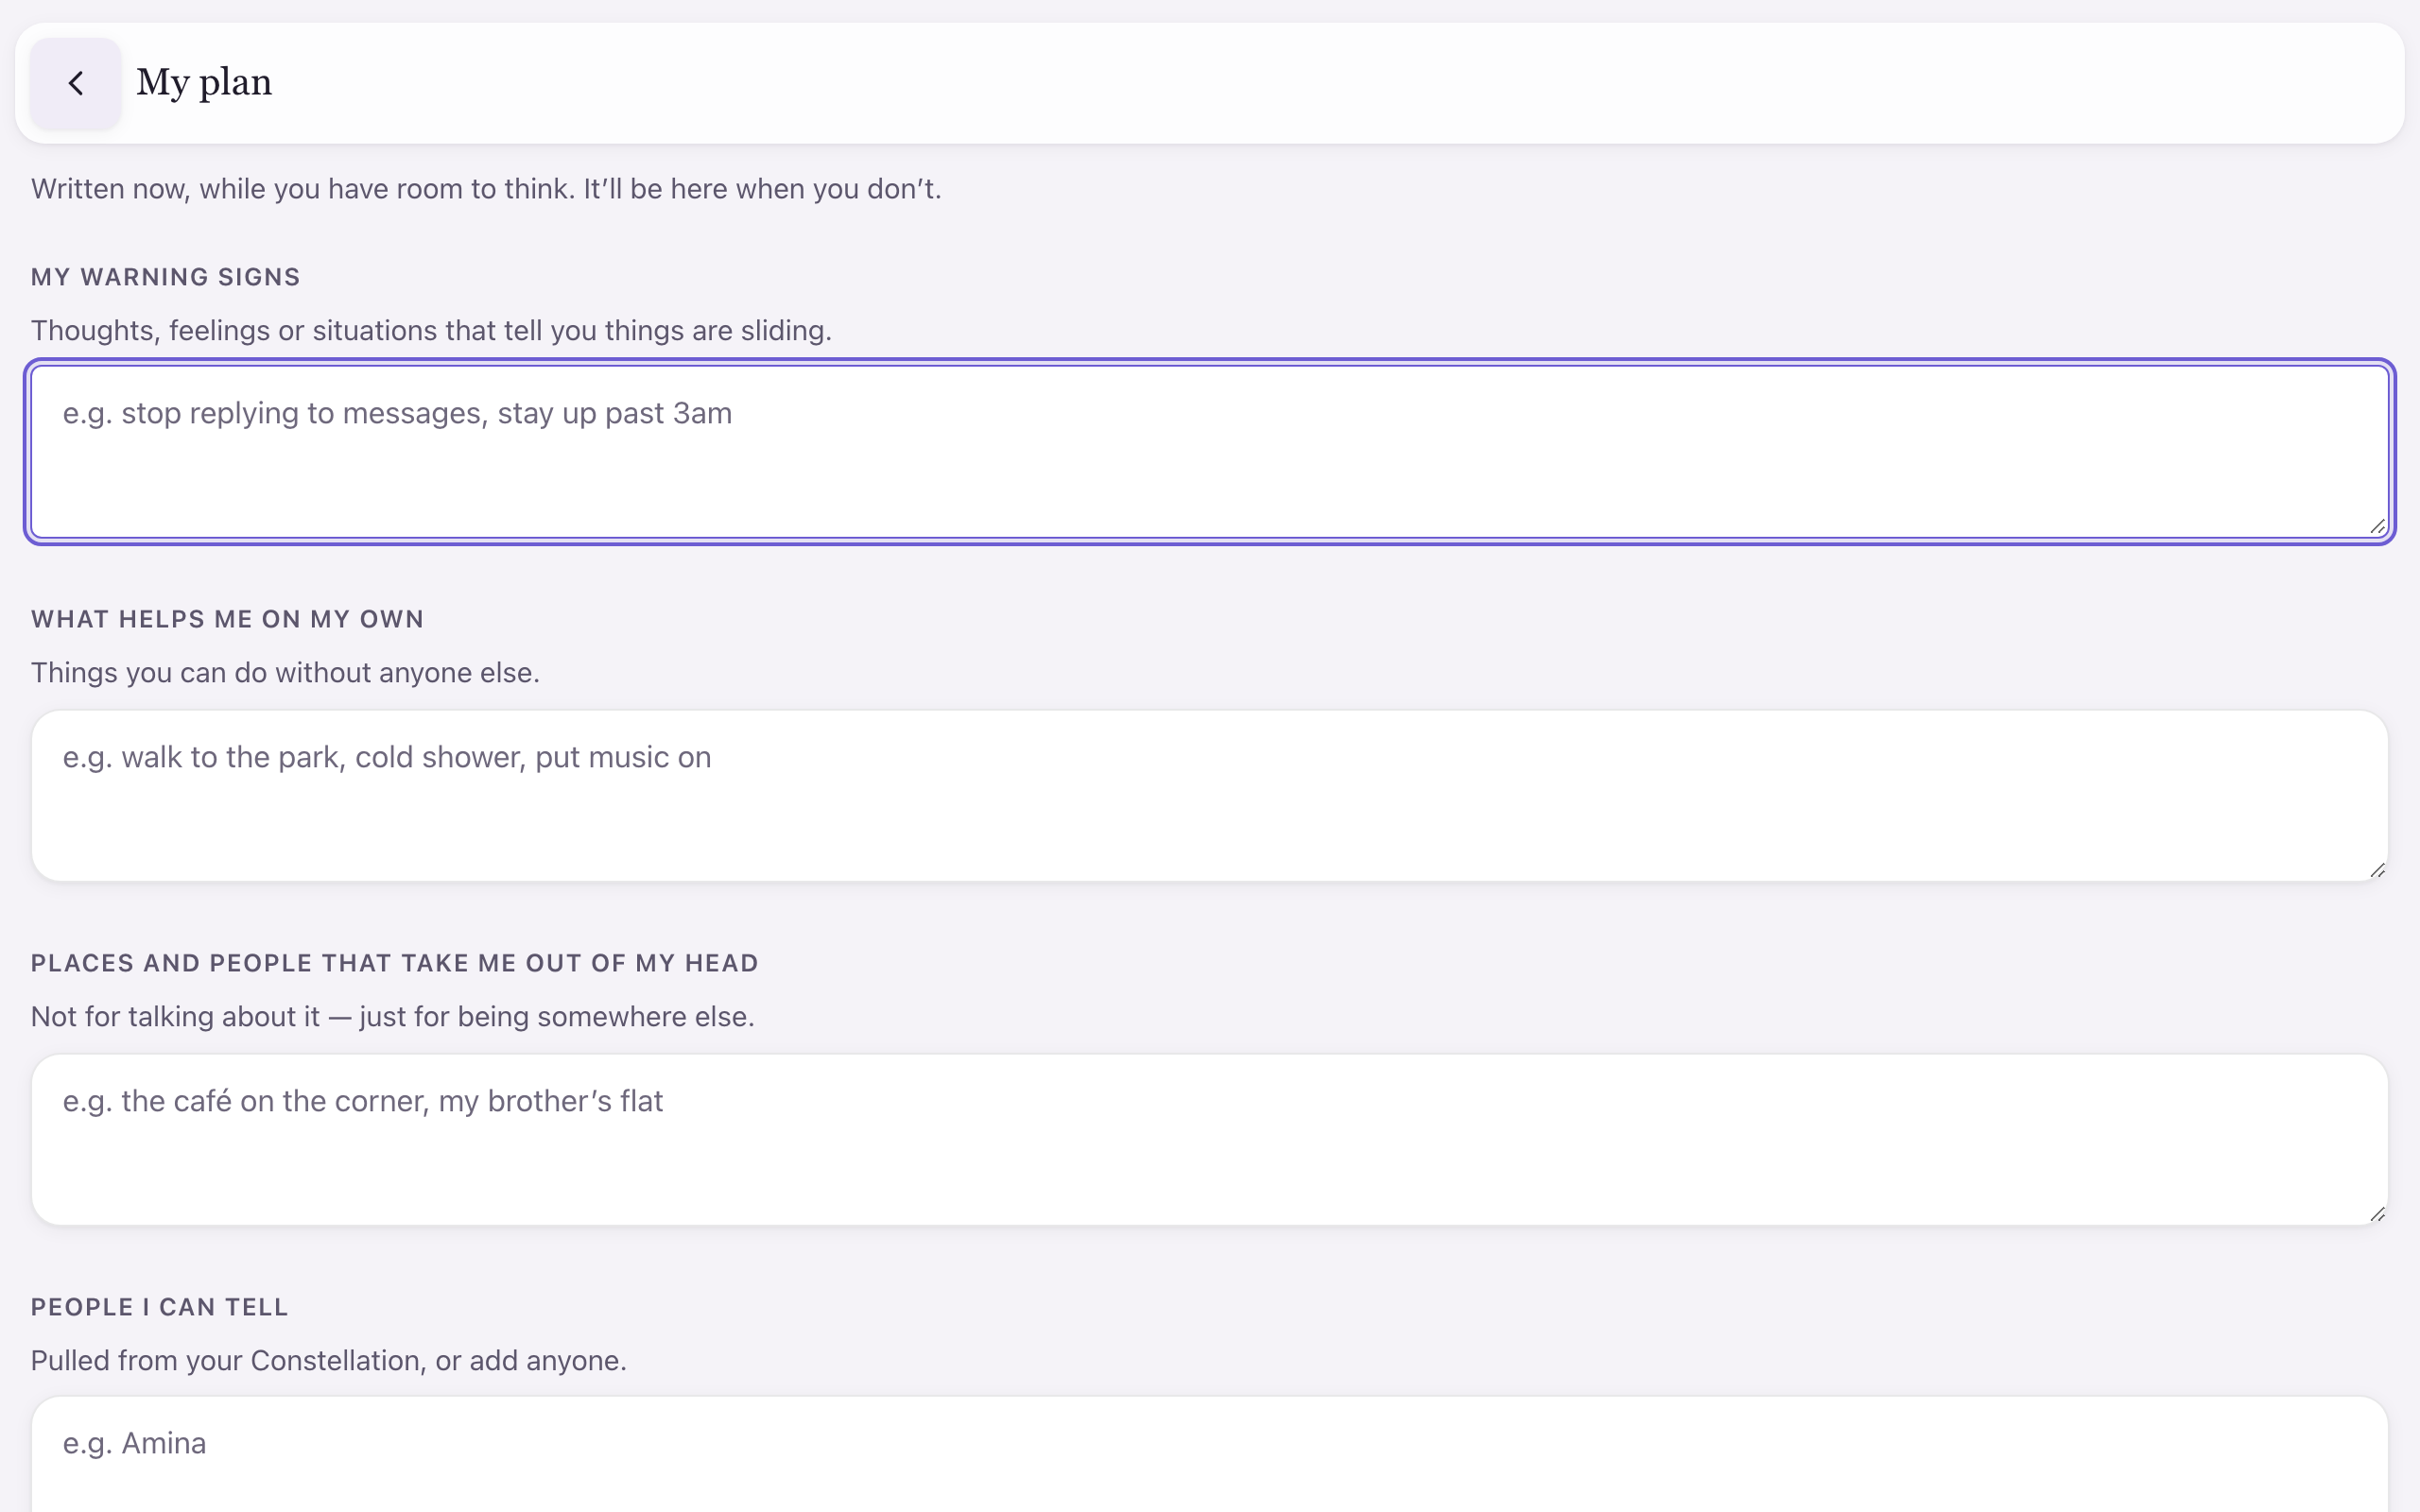 My plan
Written now, while you have room to think. It’ll be here when you don’t.
MY WARNING SIGNS
Thoughts, feelings or situations that tell you things are sliding.
e.g. stop replying to messages, stay up past 3am
WHAT HELPS ME ON MY OWN
Things you can do without anyone else.
e.g. walk to the park, cold shower, put music on
PLACES AND PEOPLE THAT TAKE ME OUT OF MY HEAD
Not for talking about it — just for being somewhere else.
e.g. the café on the corner, my brother’s flat
PEOPLE I CAN TELL
Pulled from your Constellation, or add anyone.
e.g. Amina